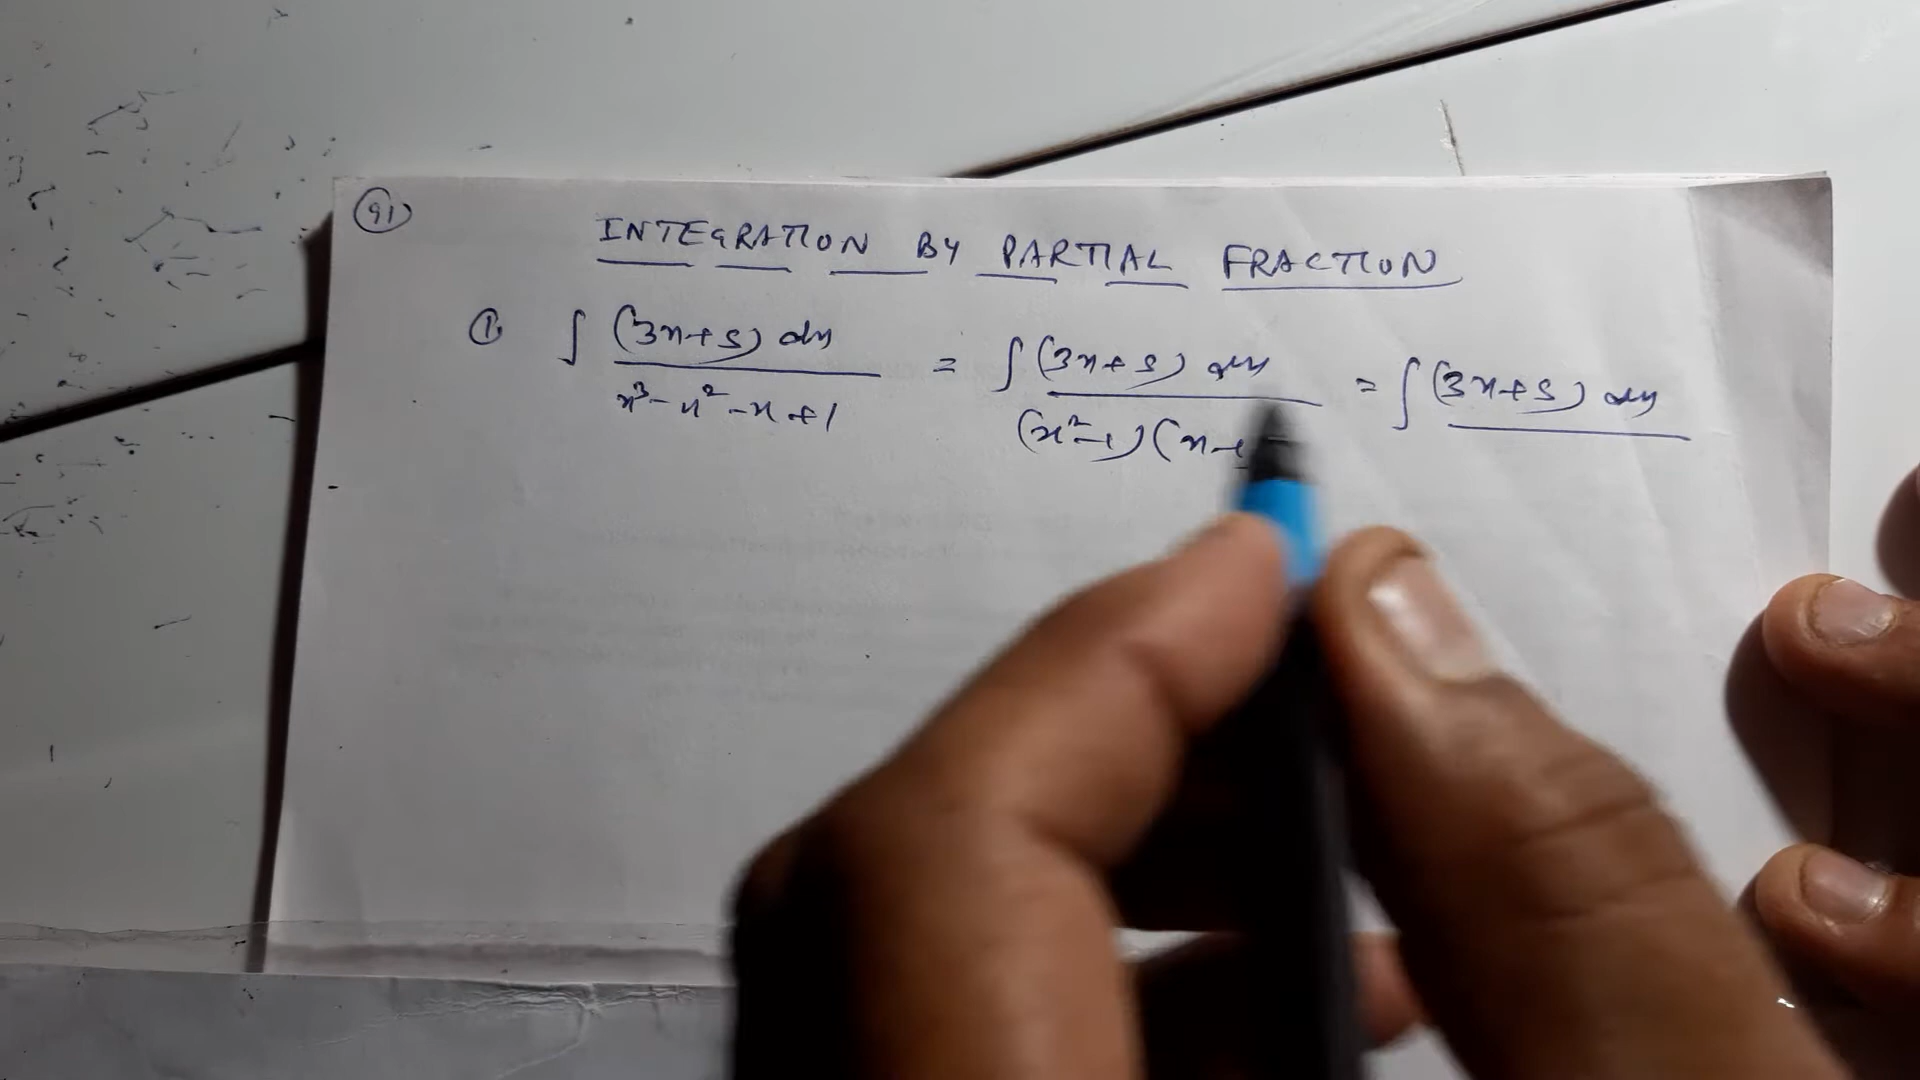 91
INTEGRATION BY PARTIAL FRACTION
① ∫ (3x+5) dx / x³-x²-x+1 = ∫ (3x+5) dx / (x²-1)(x-1 = ∫ (3x+5) dx